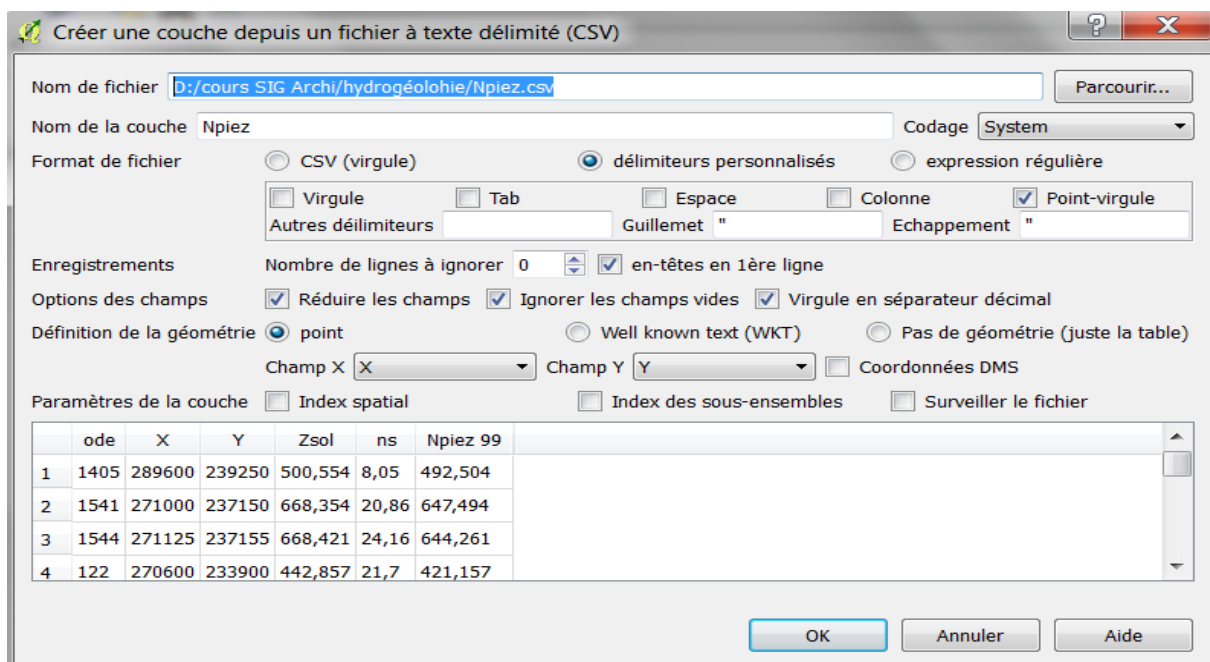 Créer une couche depuis un fichier à texte délimité (CSV)
Nom de fichier D:/cours SIG Archi/hydrogéolohie/Npiez.csv Parcourir...
Nom de la couche Npiez Codage System
Format de fichier CSV (virgule) délimiteurs personnalisés expression régulière
Virgule Tab Espace Colonne Point-virgule
Autres déilimiteurs Guillemet " Echappement "
Enregistrements Nombre de lignes à ignorer 0 en-têtes en 1ère ligne
Options des champs Réduire les champs Ignorer les champs vides Virgule en séparateur décimal
Définition de la géométrie point Well known text (WKT) Pas de géométrie (juste la table)
Champ X X Champ Y Y Coordonnées DMS
Paramètres de la couche Index spatial Index des sous-ensembles Surveiller le fichier
ode X Y Zsol ns Npiez 99
1 1405 289600 239250 500,554 8,05 492,504
2 1541 271000 237150 668,354 20,86 647,494
3 1544 271125 237155 668,421 24,16 644,261
4 122 270600 233900 442,857 21,7 421,157
OK Annuler Aide